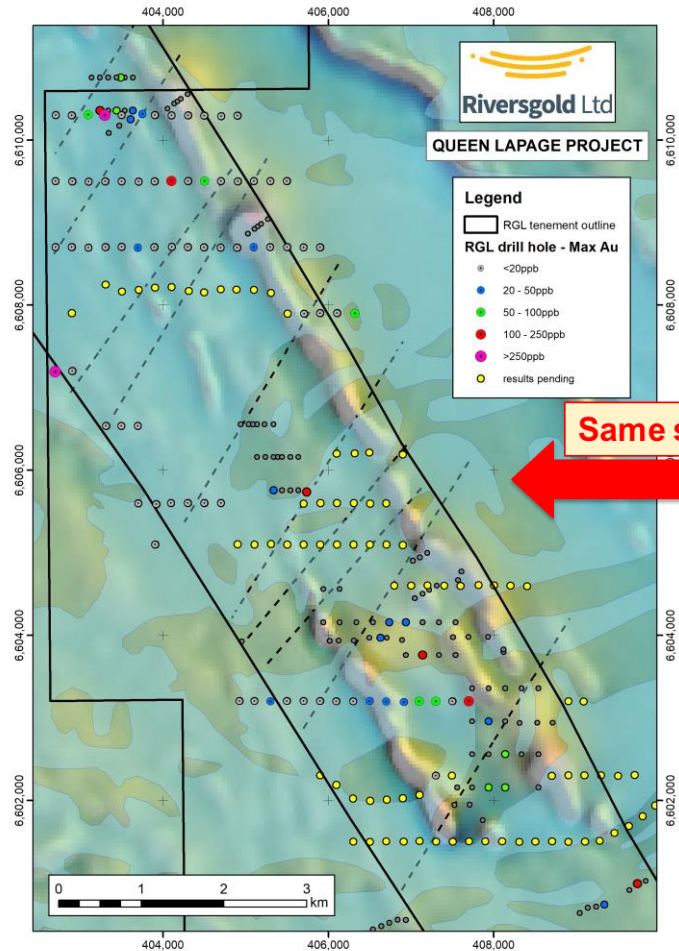 404,000
406,000
408,000
Riversgold Ltd
QUEEN LAPAGE PROJECT
Legend
RGL tenement outline
RGL drill hole - Max Au
<20ppb
20 - 50ppb
50 - 100ppb
100 - 250ppb
>250ppb
results pending
Same s
6,610,000
6,608,000
6,606,000
6,604,000
6,602,000
6,610,000
6,608,000
6,604,000
6,602,000
0
1
2
3
km
404,000
406,000
408,000